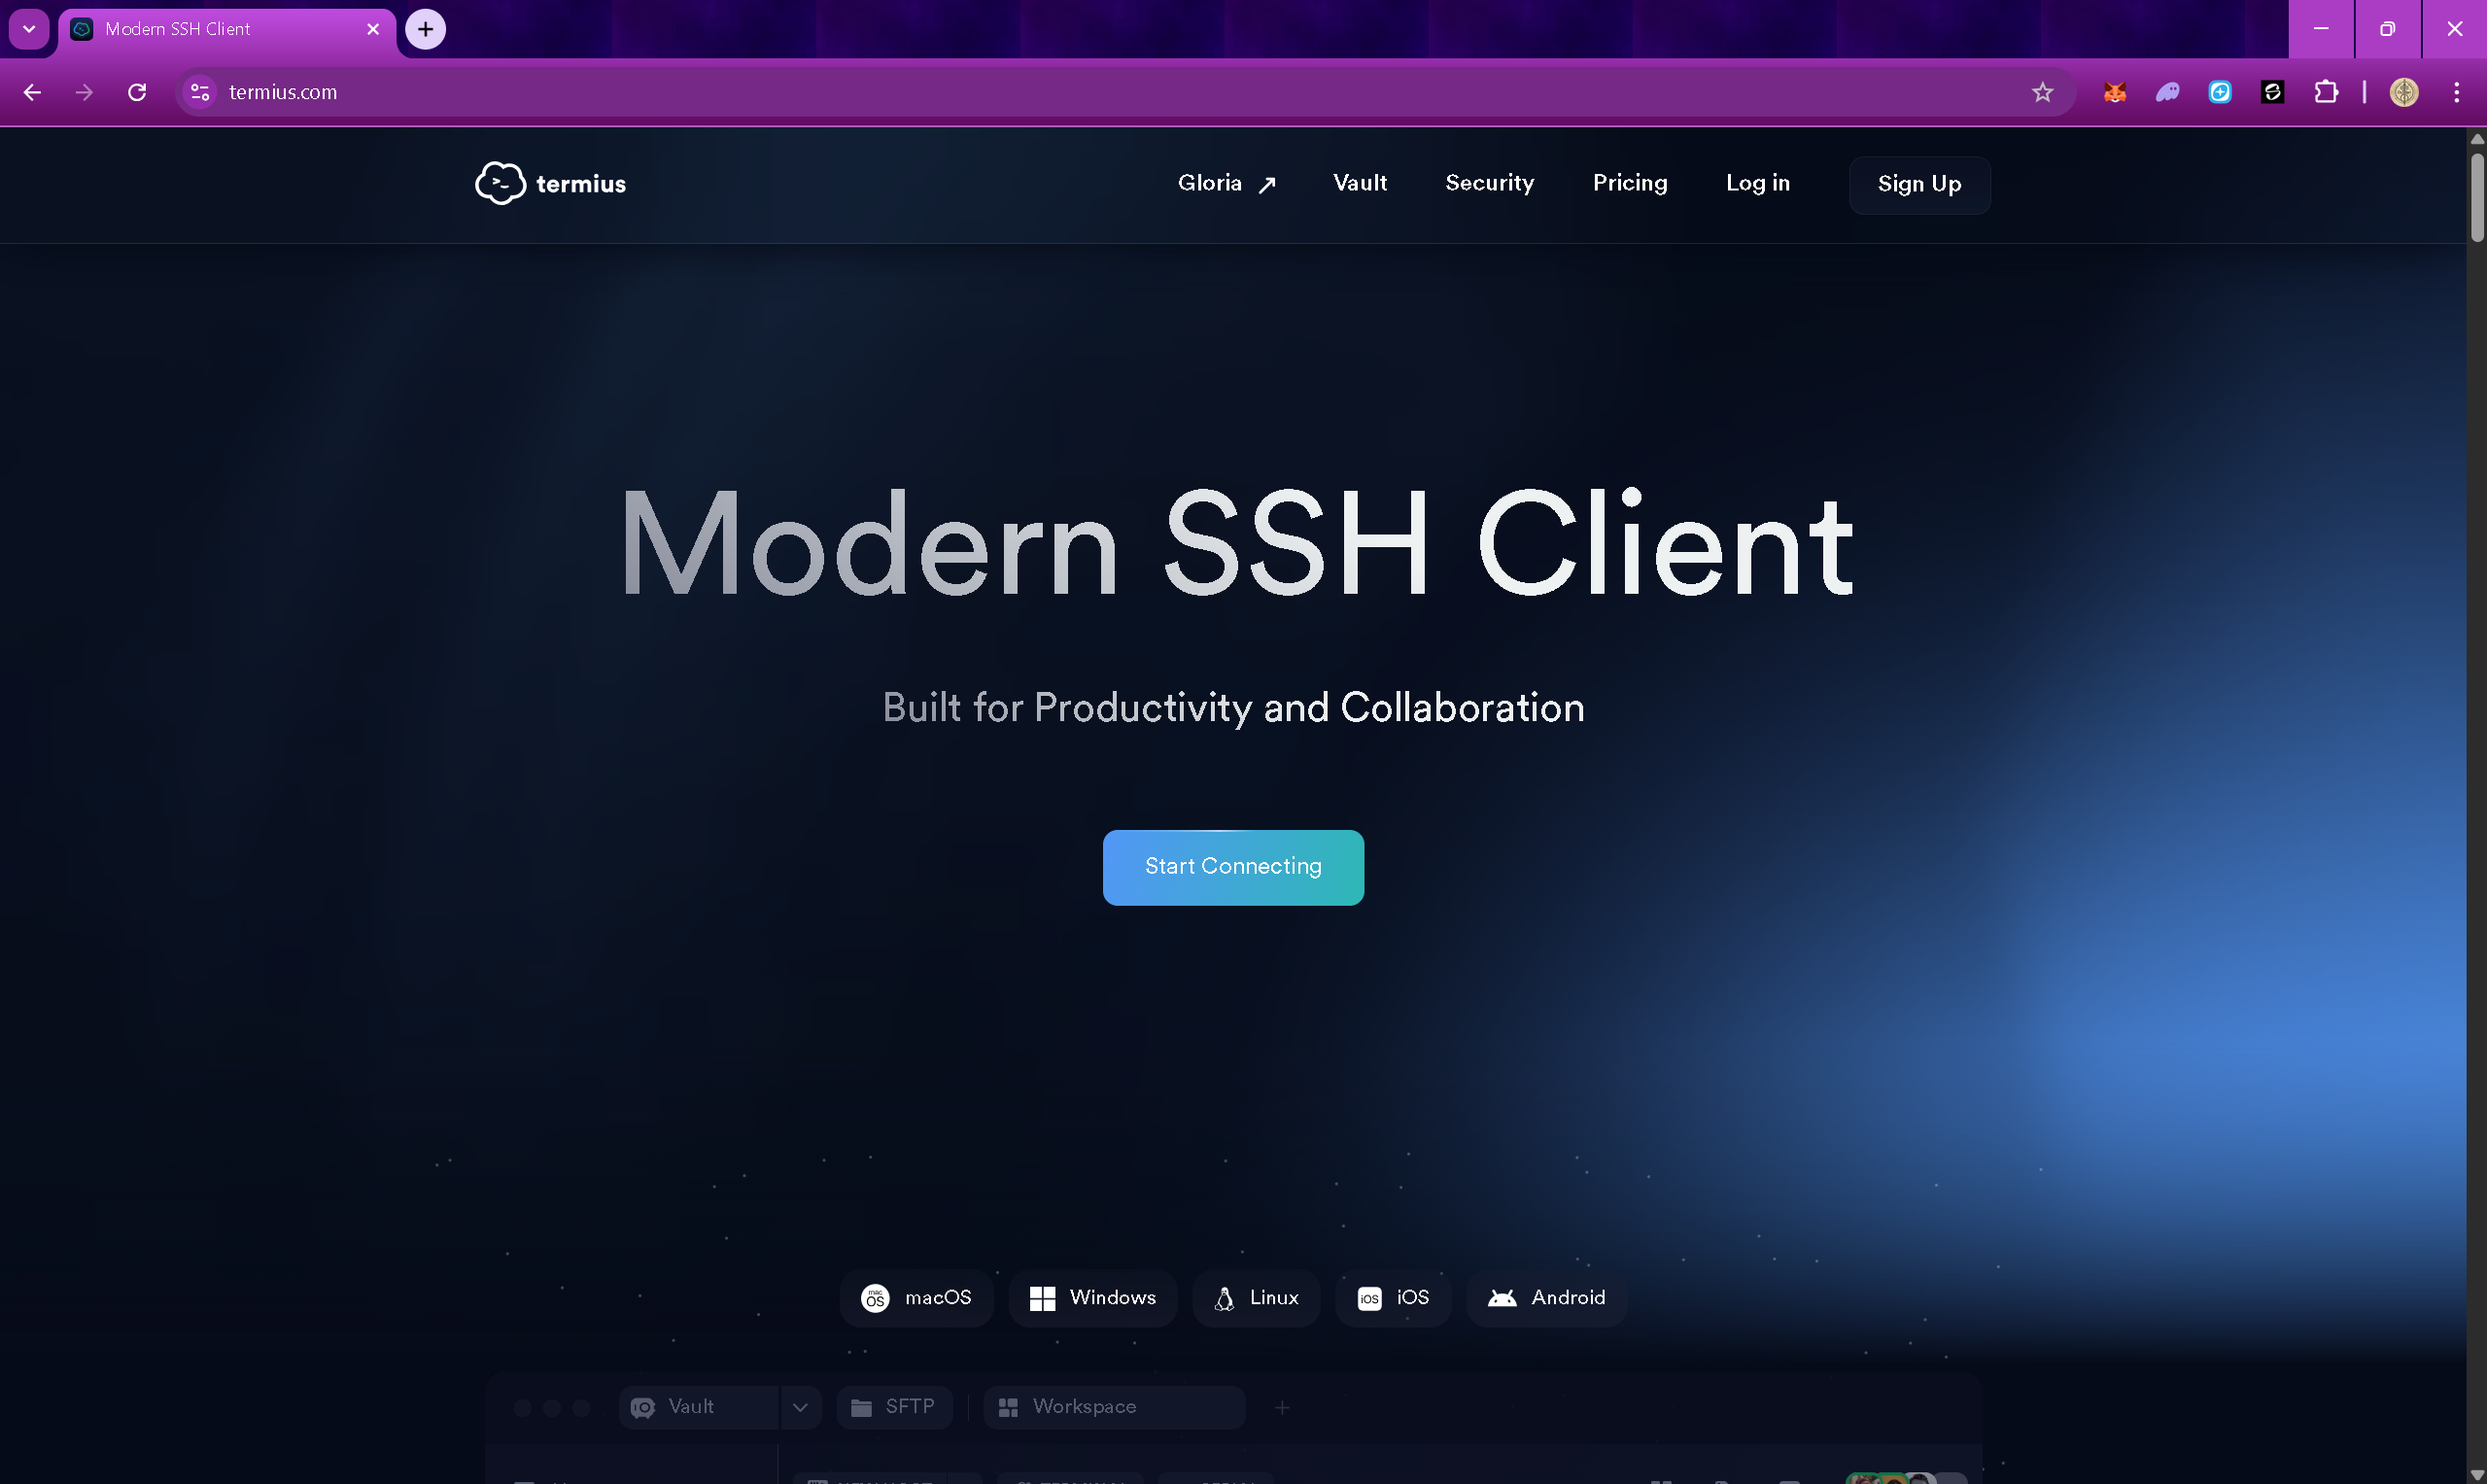 Modern SSH Client
termius.com
termius
Gloria ↗ Vault Security Pricing Log in Sign Up
Modern SSH Client
Built for Productivity and Collaboration
Start Connecting
macOS Windows Linux iOS Android
Vault SFTP Workspace +